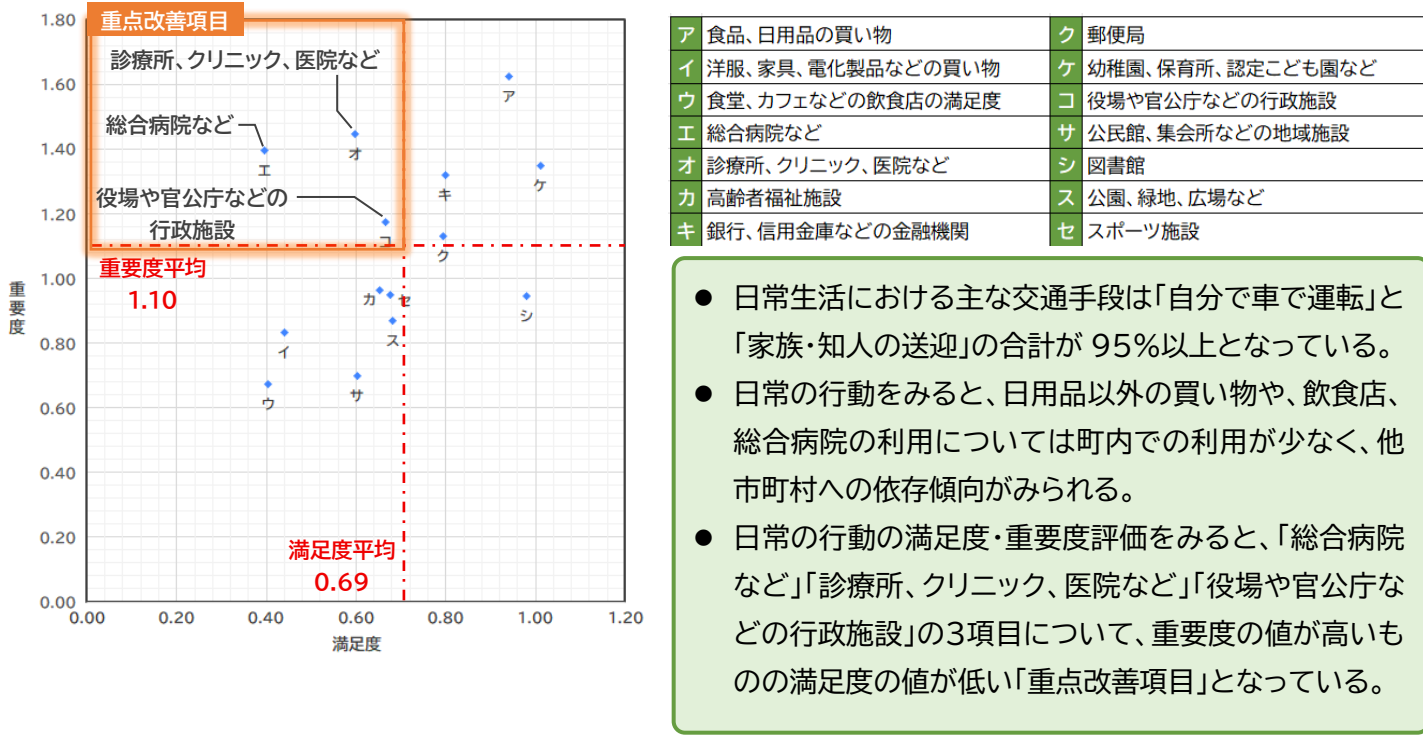 1.80
1.60
1.40
1.20
1.00
0.80
0.60
0.40
0.20
0.00
0.00 0.20 0.40 0.60 0.80 1.00 1.20
重要度
満足度
重点改善項目
診療所、クリニック、医院など
総合病院など
役場や官公庁などの
行政施設
重要度平均
1.10
満足度平均
0.69
ア
オ
エ
キ
ケ
コ
ク
カ
セ
シ
ス
イ
ウ
サ
ア 食品、日用品の買い物 ク 郵便局
イ 洋服、家具、電化製品などの買い物 ケ 幼稚園、保育所、認定こども園など
ウ 食堂、カフェなどの飲食店の満足度 コ 役場や官公庁などの行政施設
エ 総合病院など サ 公民館、集会所などの地域施設
オ 診療所、クリニック、医院など シ 図書館
カ 高齢者福祉施設 ス 公園、緑地、広場など
キ 銀行、信用金庫などの金融機関 セ スポーツ施設
● 日常生活における主な交通手段は「自分で車で運転」と
「家族・知人の送迎」の合計が 95%以上となっている。
● 日常の行動をみると、日用品以外の買い物や、飲食店、
総合病院の利用については町内での利用が少なく、他
市町村への依存傾向がみられる。
● 日常の行動の満足度・重要度評価をみると、「総合病院
など」「診療所、クリニック、医院など」「役場や官公庁な
どの行政施設」の3項目について、重要度の値が高いも
のの満足度の値が低い「重点改善項目」となっている。